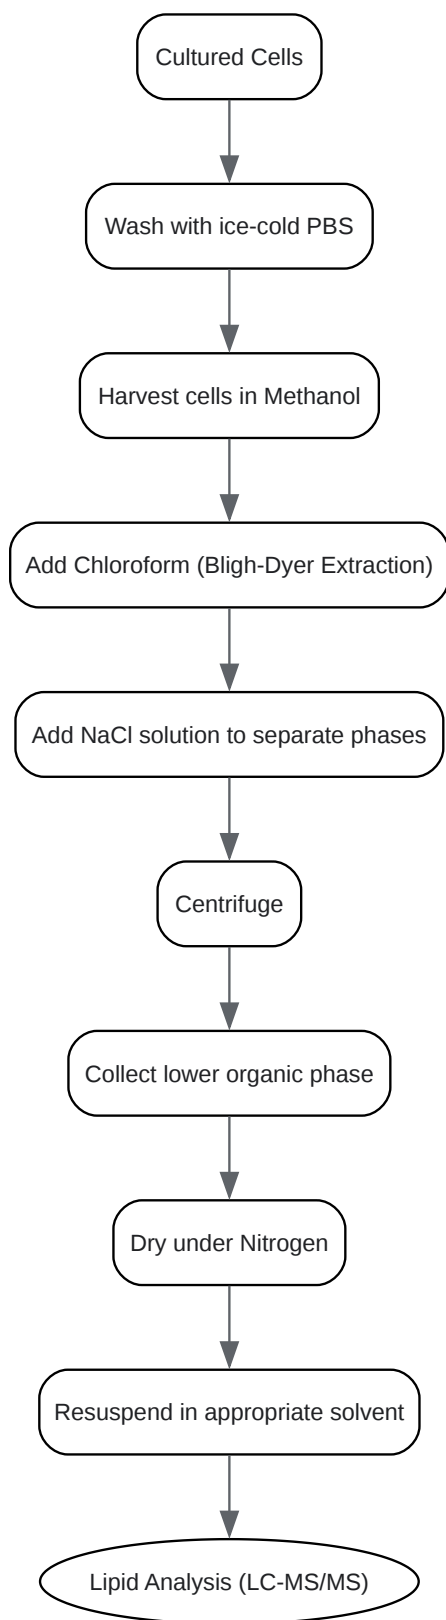 Cultured Cells
Wash with ice-cold PBS
Harvest cells in Methanol
Add Chloroform (Bligh-Dyer Extraction)
Add NaCl solution to separate phases
Centrifuge
Collect lower organic phase
Dry under Nitrogen
Resuspend in appropriate solvent
Lipid Analysis (LC-MS/MS)